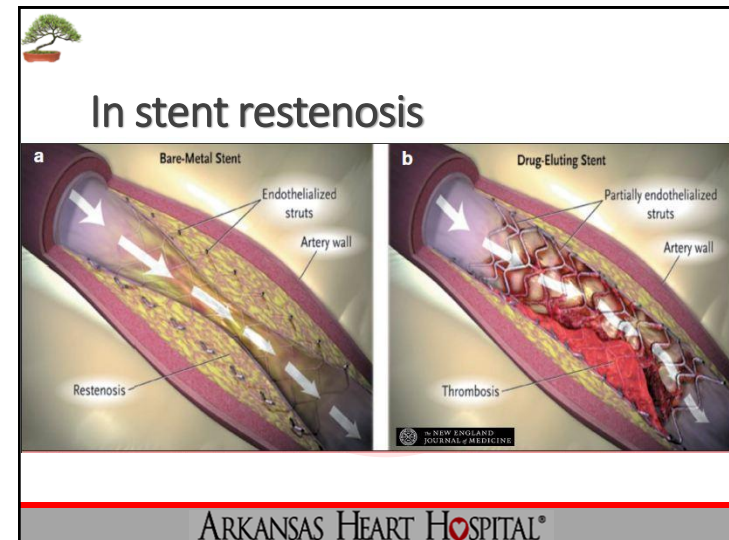 In stent restenosis
a
Bare-Metal Stent
Endothelialized
struts
Artery wall
Restenosis
b
Drug-Eluting Stent
Partially endothelialized
struts
Artery wall
Thrombosis
The NEW ENGLAND
JOURNAL of MEDICINE
ARKANSAS HEART HOSPITAL®